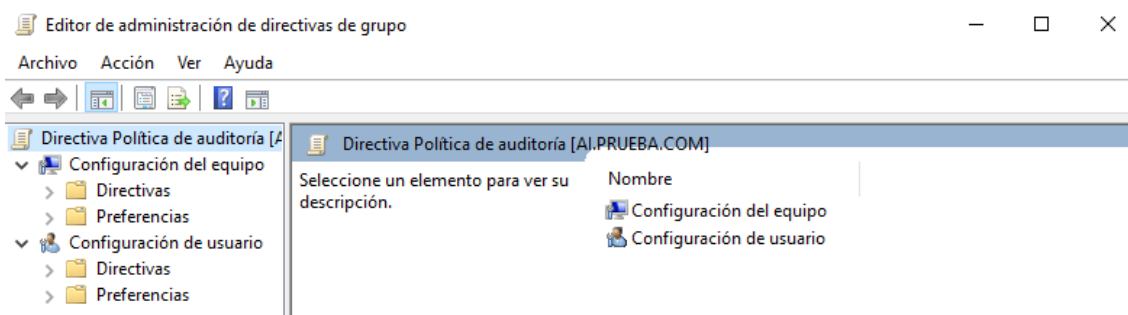 Editor de administración de directivas de grupo
Archivo Acción Ver Ayuda
Directiva Política de auditoría [A
Configuración del equipo
Directivas
Preferencias
Configuración de usuario
Directivas
Preferencias
Directiva Política de auditoría [AI.PRUEBA.COM]
Seleccione un elemento para ver su
descripción.
Nombre
Configuración del equipo
Configuración de usuario